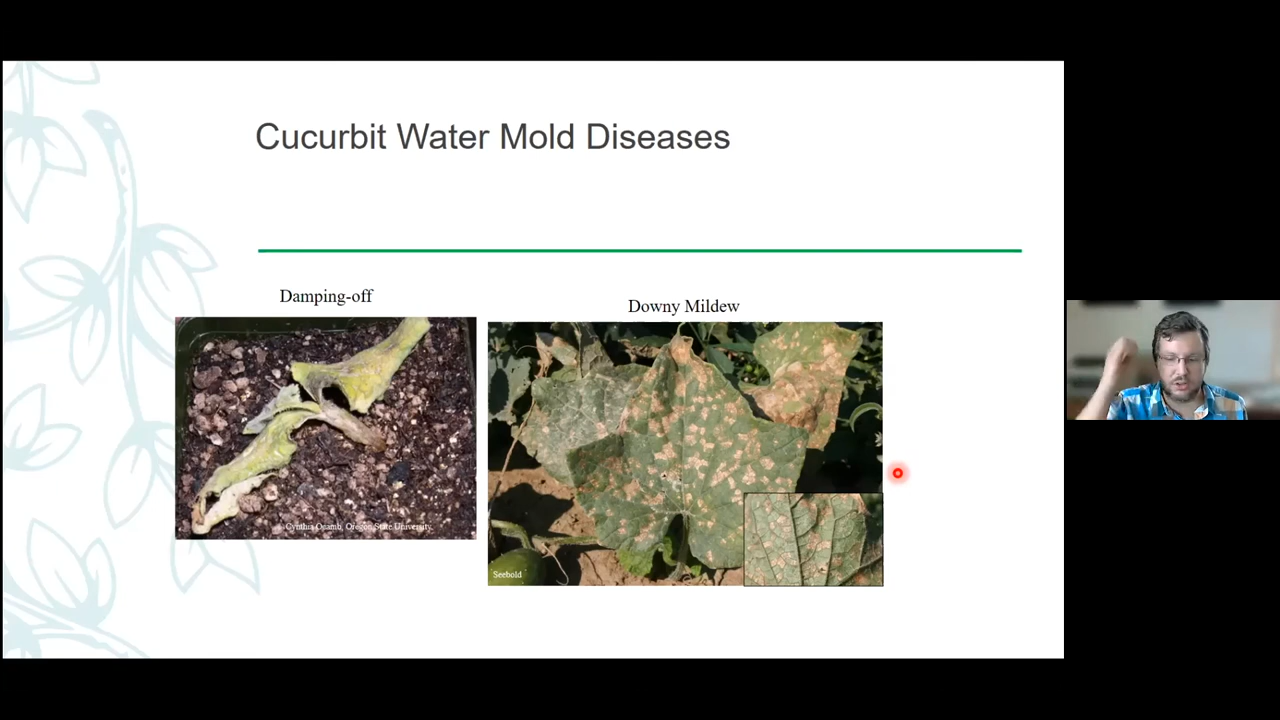 Cucurbit Water Mold Diseases
Damping-off
Downy Mildew
Cynthia Ocamb, Oregon State University
Seebold